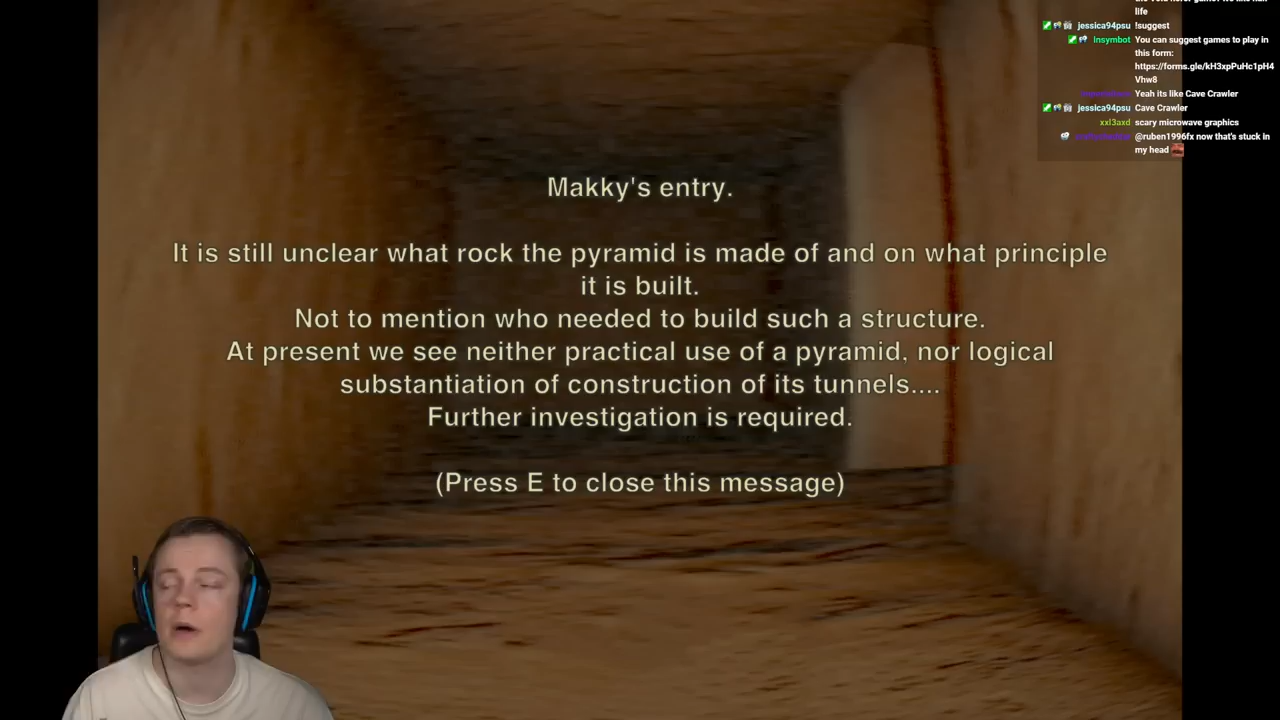 life
jessica94psu !suggest
Insymbot You can suggest games to play in
this form:
https://forms.gle/kH3xpPuHc1pH4
Vhw8
Yeah its like Cave Crawler
jessica94psu Cave Crawler
xxl3axd scary microwave graphics
@ruben1996fx now that's stuck in
my head
Makky's entry.
It is still unclear what rock the pyramid is made of and on what principle
it is built.
Not to mention who needed to build such a structure.
At present we see neither practical use of a pyramid, nor logical
substantiation of construction of its tunnels....
Further investigation is required.
(Press E to close this message)